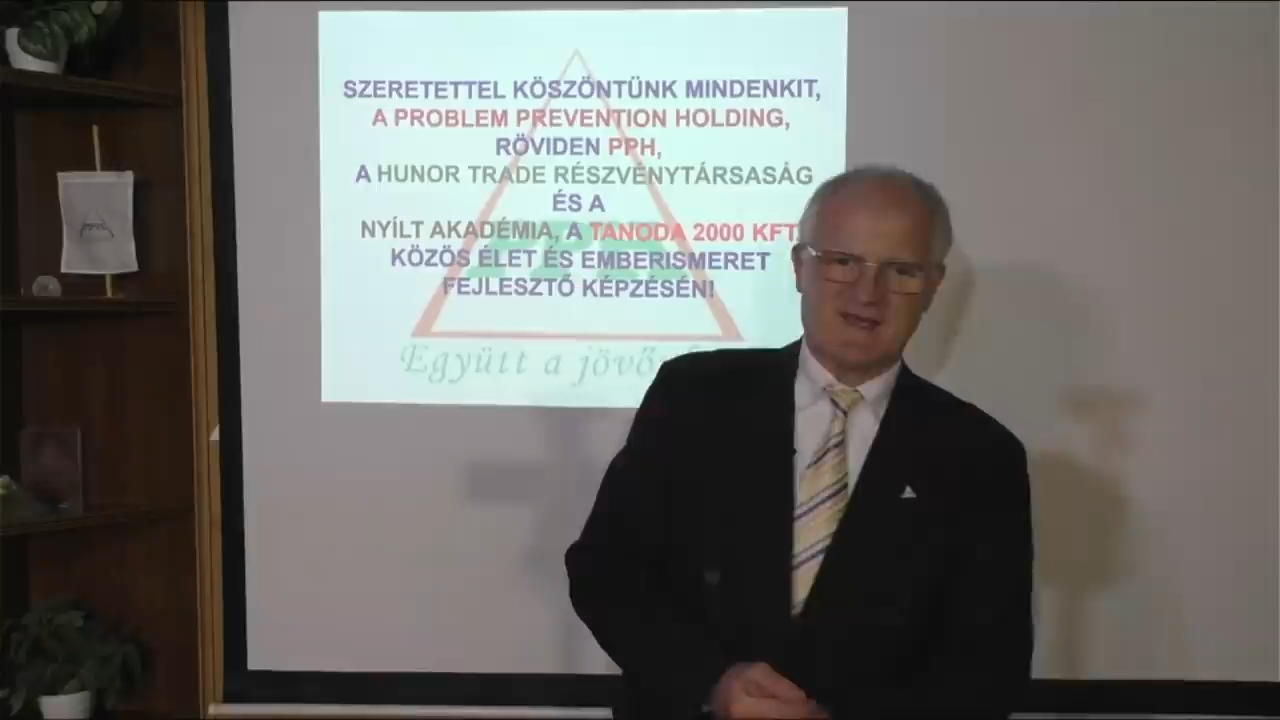 SZERETETTEL KÖSZÖNTÜNK MINDENKIT,
A PROBLEM PREVENTION HOLDING,
RÖVIDEN PPH,
A HUNOR TRADE RÉSZVÉNYTÁRSASÁG
ÉS A
NYÍLT AKADÉMIA, A TANODA 2000 KFT
KÖZÖS ÉLET ÉS EMBERISMERET
FEJLESZTŐ KÉPZÉSÉN!
Együtt a